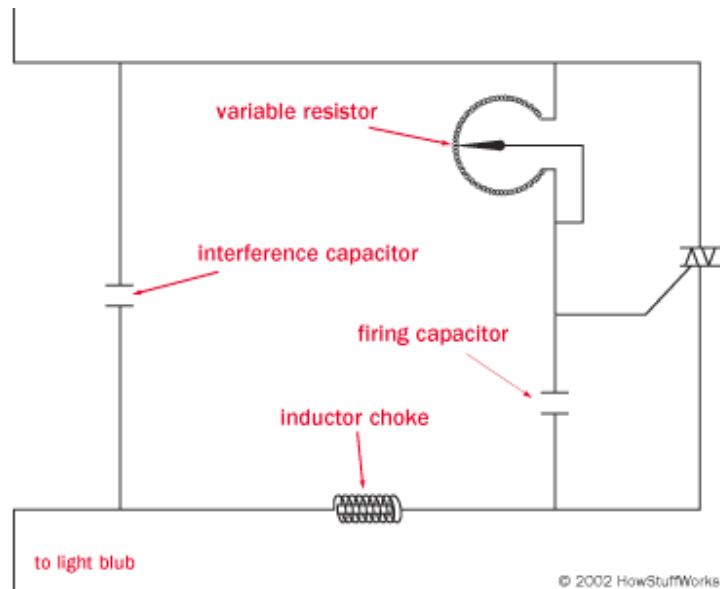 variable resistor
interference capacitor
firing capacitor
inductor choke
to light blub
© 2002 HowStuffWorks